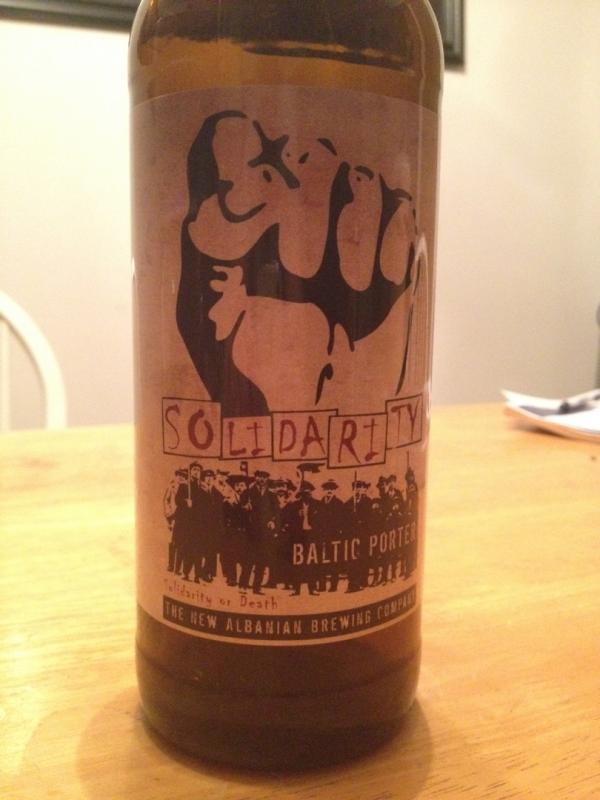 SOLIDARITY
BALTIC PORTER
Solidarity or Death
THE NEW ALBANIAN BREWING COMPANY